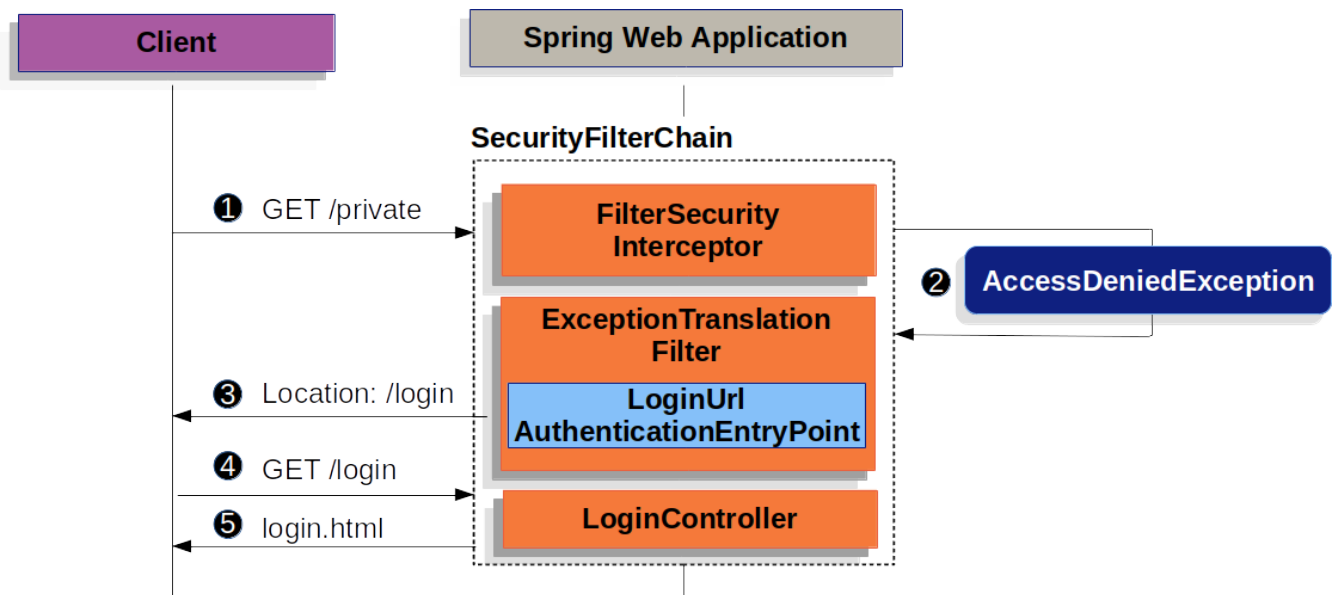 Client
Spring Web Application
SecurityFilterChain
❶ GET /private
FilterSecurity
Interceptor
❷ AccessDeniedException
ExceptionTranslation
Filter
❸ Location: /login
LoginUrl
AuthenticationEntryPoint
❹ GET /login
LoginController
❺ login.html